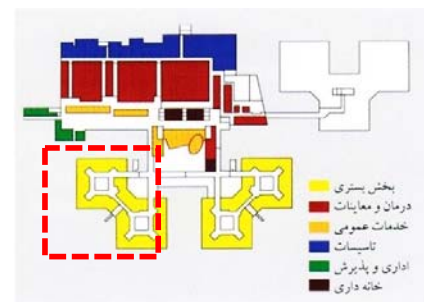 بخش بستری
درمان و معاینات
خدمات عمومی
تاسیسات
اداری و پذیرش
خانه داری